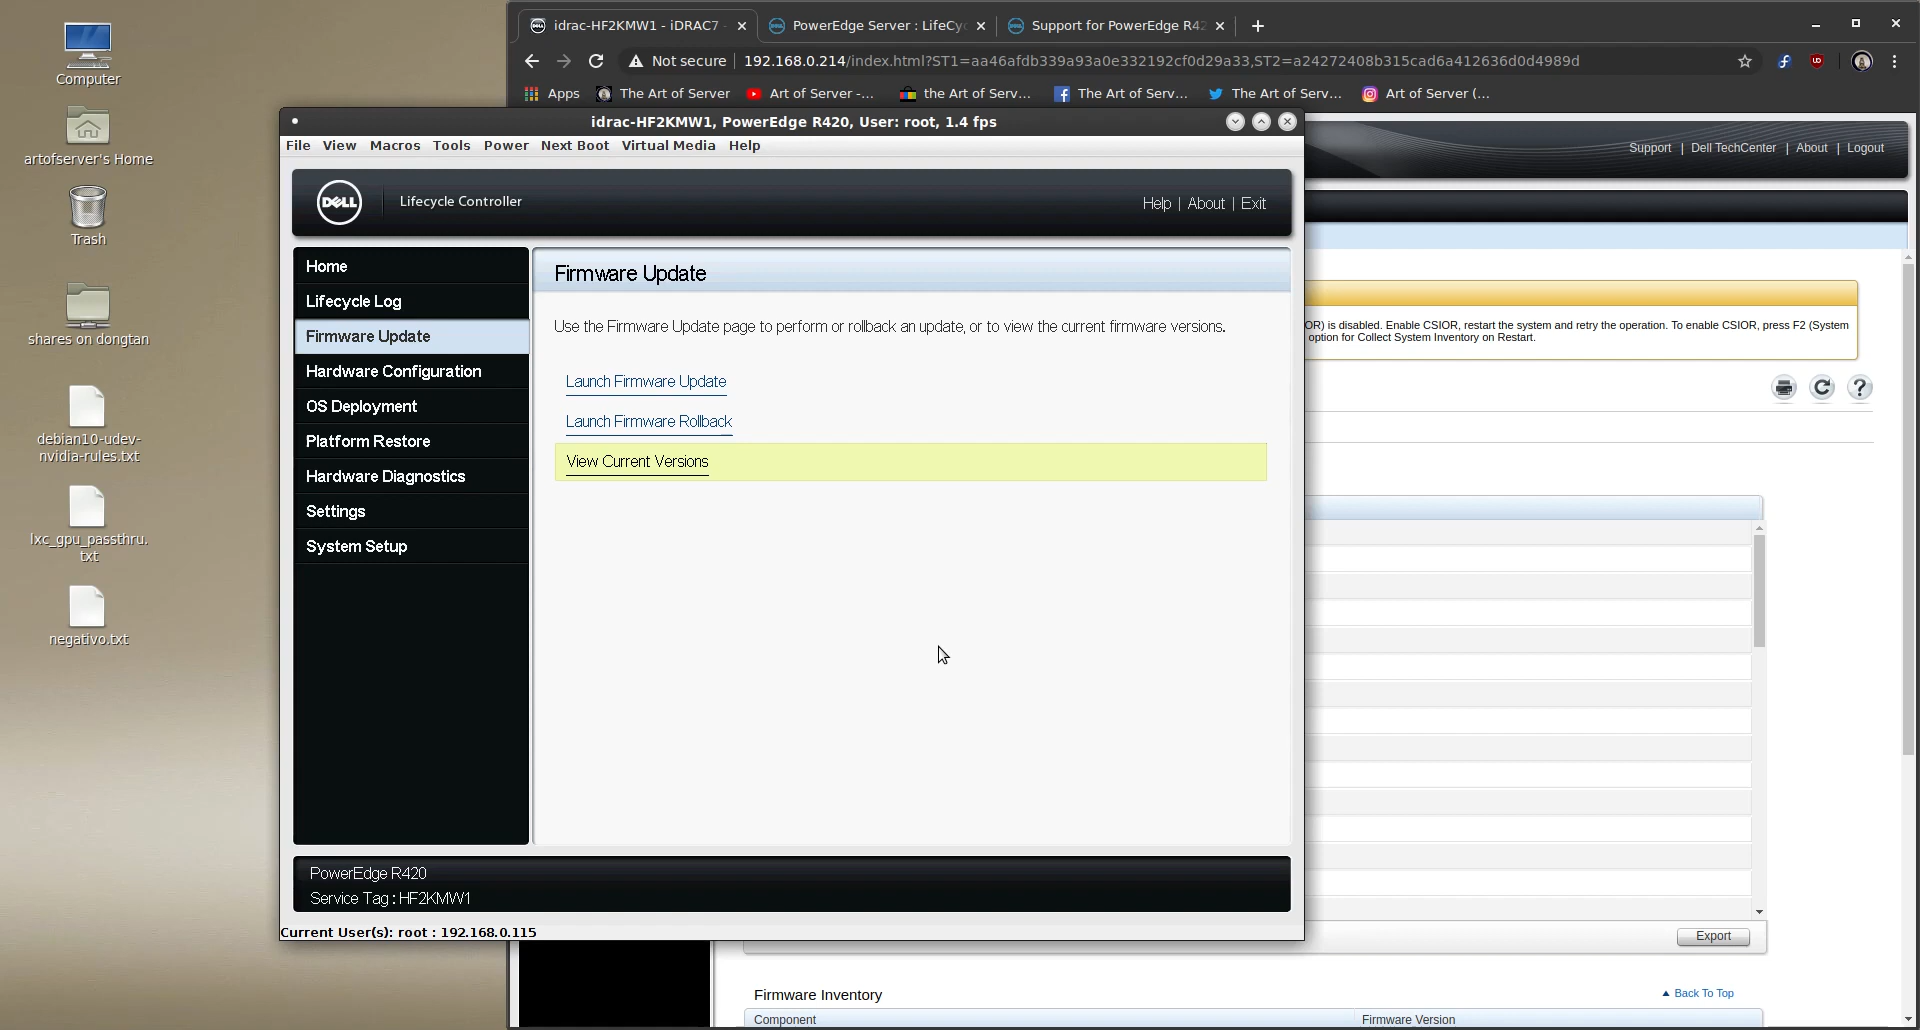 Computer
artofserver's Home
Trash
shares on dongtan
debian10-udev-
nvidia-rules.txt
lxc_gpu_passthru.
txt
negativo.txt
idrac-HF2KMW1 - iDRAC7 -
PowerEdge Server : LifeCy
Support for PowerEdge R42
Not secure
192.168.0.214/index.html?ST1=aa46afdb339a93a0e332192cf0d29a33,ST2=a24272408b315cad6a412636d0d4989d
Apps
The Art of Server
Art of Server -...
the Art of Serv...
The Art of Serv...
The Art of Serv...
Art of Server (...
idrac-HF2KMW1, PowerEdge R420, User: root, 1.4 fps
File View Macros Tools Power Next Boot Virtual Media Help
Support | Dell TechCenter | About | Logout
DELL
Lifecycle Controller
Help | About | Exit
Home
Lifecycle Log
Firmware Update
Hardware Configuration
OS Deployment
Platform Restore
Hardware Diagnostics
Settings
System Setup
Firmware Update
Use the Firmware Update page to perform or rollback an update, or to view the current firmware versions.
Launch Firmware Update
Launch Firmware Rollback
View Current Versions
OR) is disabled. Enable CSIOR, restart the system and retry the operation. To enable CSIOR, press F2 (System
option for Collect System Inventory on Restart.
PowerEdge R420
Service Tag : HF2KMW1
Current User(s): root : 192.168.0.115
Export
Firmware Inventory
Back To Top
Component
Firmware Version